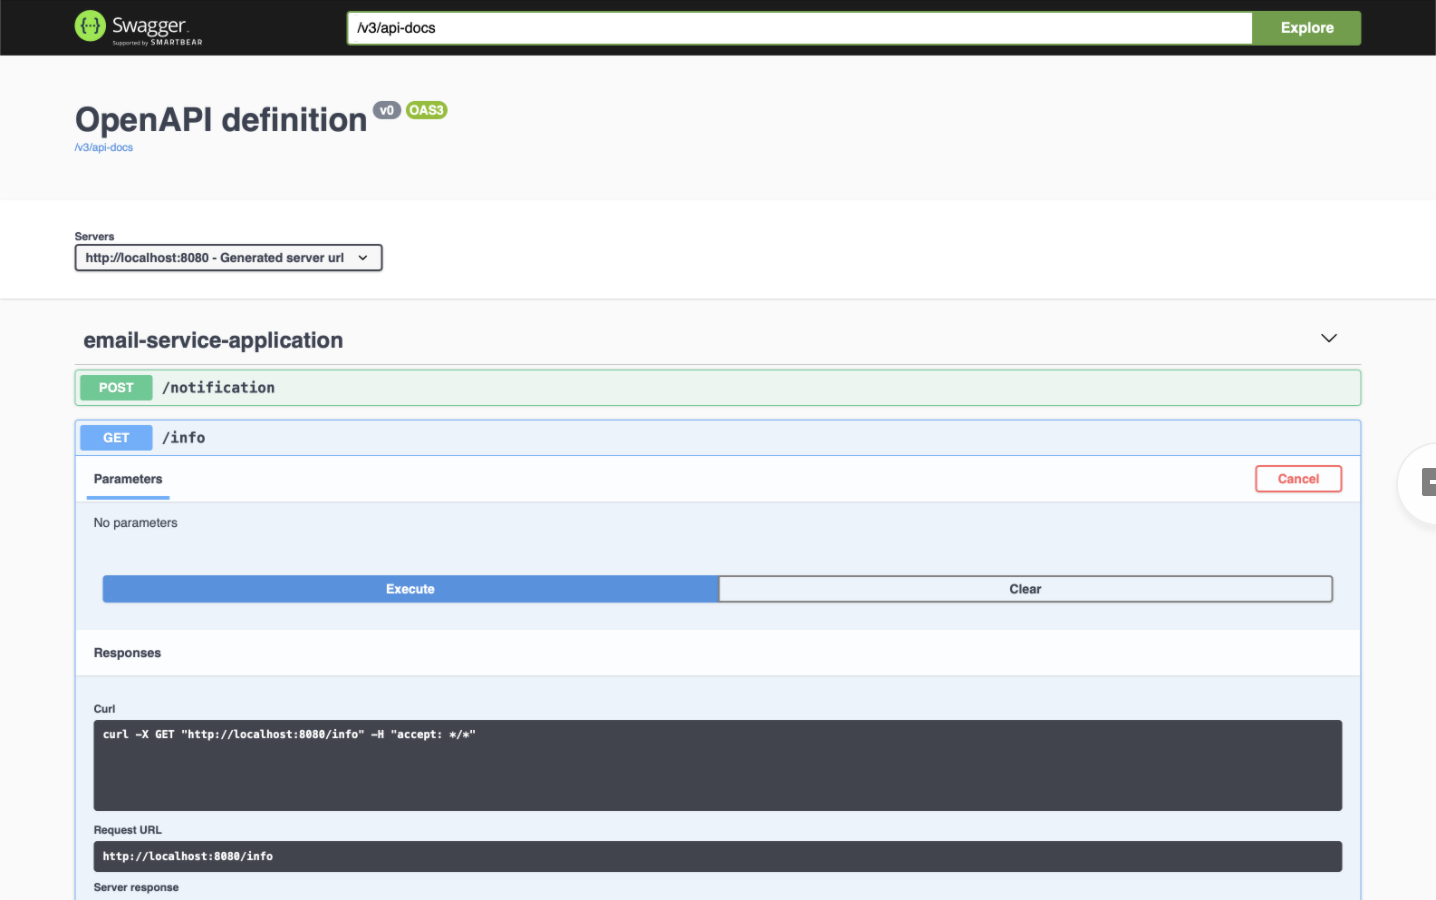 Swagger
Supported by SMARTBEAR
/v3/api-docs
Explore
OpenAPI definition v0 OAS3
/v3/api-docs
Servers
http://localhost:8080 - Generated server url
email-service-application
POST /notification
GET /info
Parameters
Cancel
No parameters
Execute
Clear
Responses
Curl
curl -X GET "http://localhost:8080/info" -H "accept: */*"
Request URL
http://localhost:8080/info
Server response